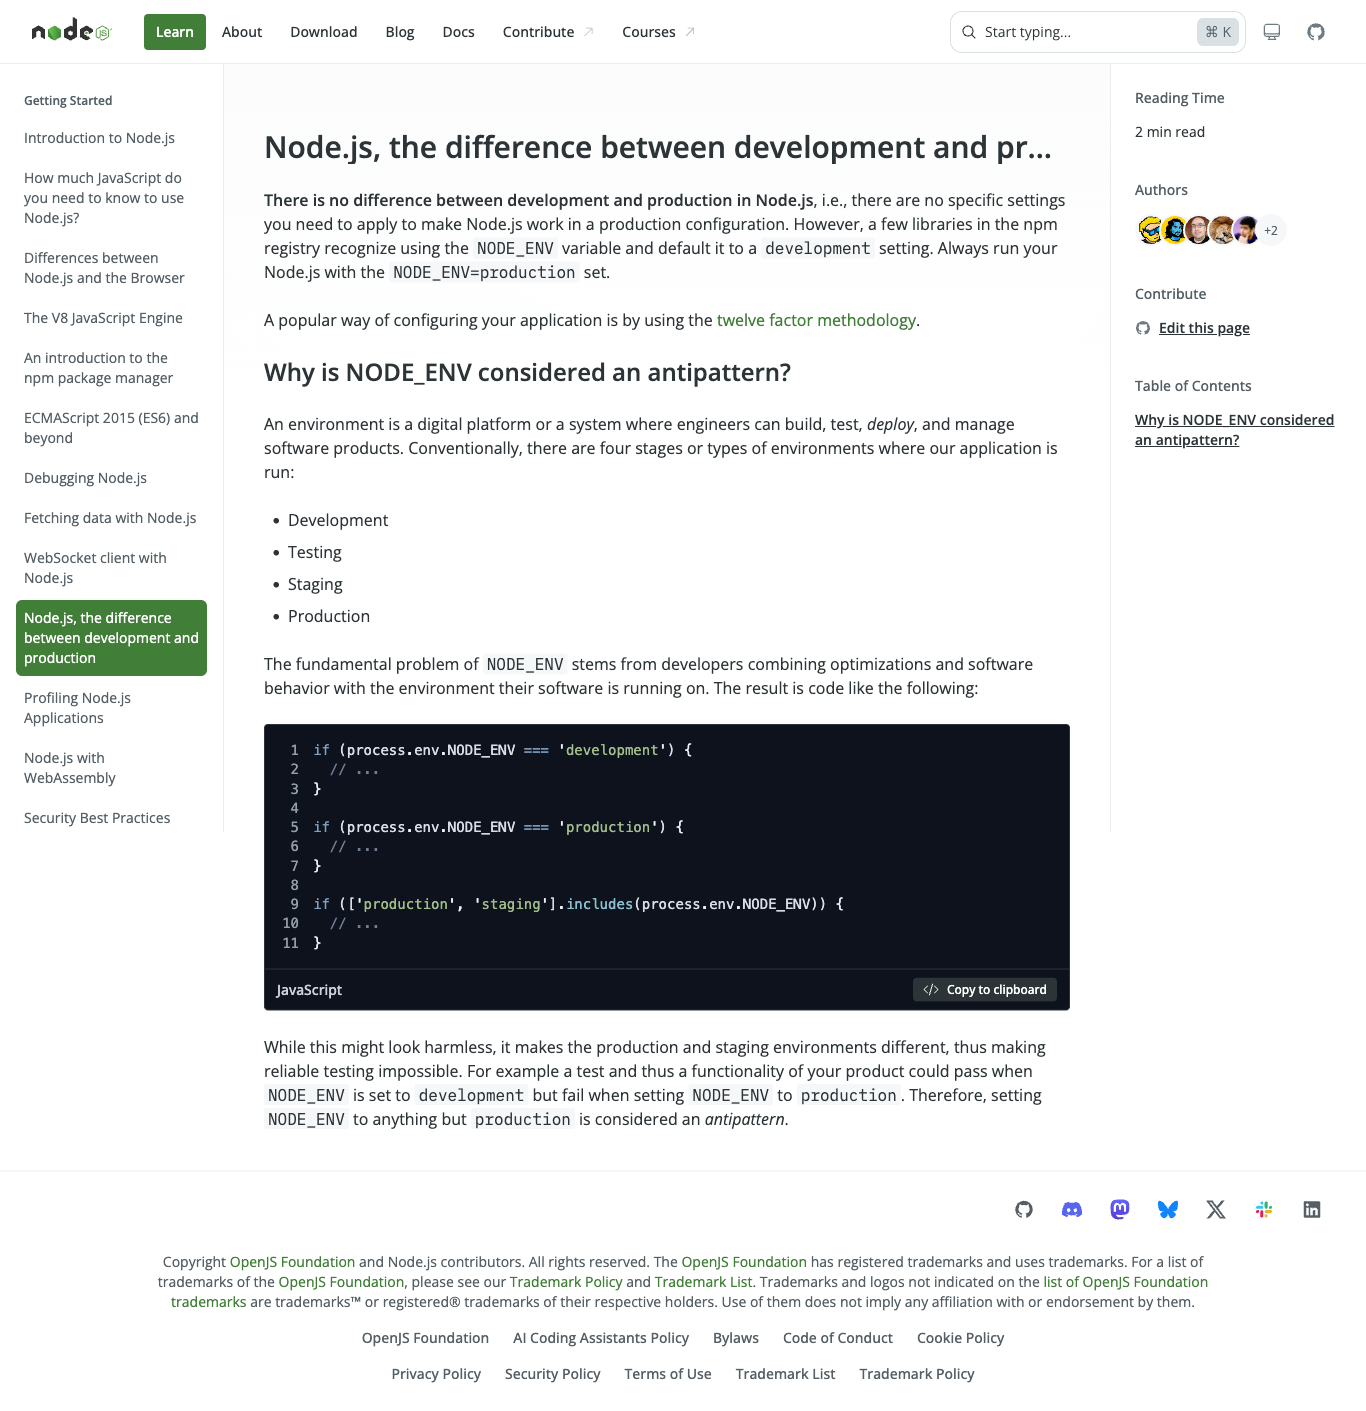 node JS
Learn
About
Download
Blog
Docs
Contribute
Courses
Start typing...
⌘ K
Getting Started
Introduction to Node.js
How much JavaScript do
you need to know to use
Node.js?
Differences between
Node.js and the Browser
The V8 JavaScript Engine
An introduction to the
npm package manager
ECMAScript 2015 (ES6) and
beyond
Debugging Node.js
Fetching data with Node.js
WebSocket client with
Node.js
Node.js, the difference
between development and
production
Profiling Node.js
Applications
Node.js with
WebAssembly
Security Best Practices
Node.js, the difference between development and pr...
There is no difference between development and production in Node.js, i.e., there are no specific settings
you need to apply to make Node.js work in a production configuration. However, a few libraries in the npm
registry recognize using the NODE_ENV variable and default it to a development setting. Always run your
Node.js with the NODE_ENV=production set.
A popular way of configuring your application is by using the twelve factor methodology.
Why is NODE_ENV considered an antipattern?
An environment is a digital platform or a system where engineers can build, test, deploy, and manage
software products. Conventionally, there are four stages or types of environments where our application is
run:
• Development
• Testing
• Staging
• Production
The fundamental problem of NODE_ENV stems from developers combining optimizations and software
behavior with the environment their software is running on. The result is code like the following:
1 if (process.env.NODE_ENV === 'development') {
2 // ...
3 }
4
5 if (process.env.NODE_ENV === 'production') {
6 // ...
7 }
8
9 if (['production', 'staging'].includes(process.env.NODE_ENV)) {
10 // ...
11 }
JavaScript
</> Copy to clipboard
While this might look harmless, it makes the production and staging environments different, thus making
reliable testing impossible. For example a test and thus a functionality of your product could pass when
NODE_ENV is set to development but fail when setting NODE_ENV to production. Therefore, setting
NODE_ENV to anything but production is considered an antipattern.
Reading Time
2 min read
Authors
+2
Contribute
Edit this page
Table of Contents
Why is NODE_ENV considered
an antipattern?
Copyright OpenJS Foundation and Node.js contributors. All rights reserved. The OpenJS Foundation has registered trademarks and uses trademarks. For a list of
trademarks of the OpenJS Foundation, please see our Trademark Policy and Trademark List. Trademarks and logos not indicated on the list of OpenJS Foundation
trademarks are trademarks™ or registered® trademarks of their respective holders. Use of them does not imply any affiliation with or endorsement by them.
OpenJS Foundation
AI Coding Assistants Policy
Bylaws
Code of Conduct
Cookie Policy
Privacy Policy
Security Policy
Terms of Use
Trademark List
Trademark Policy